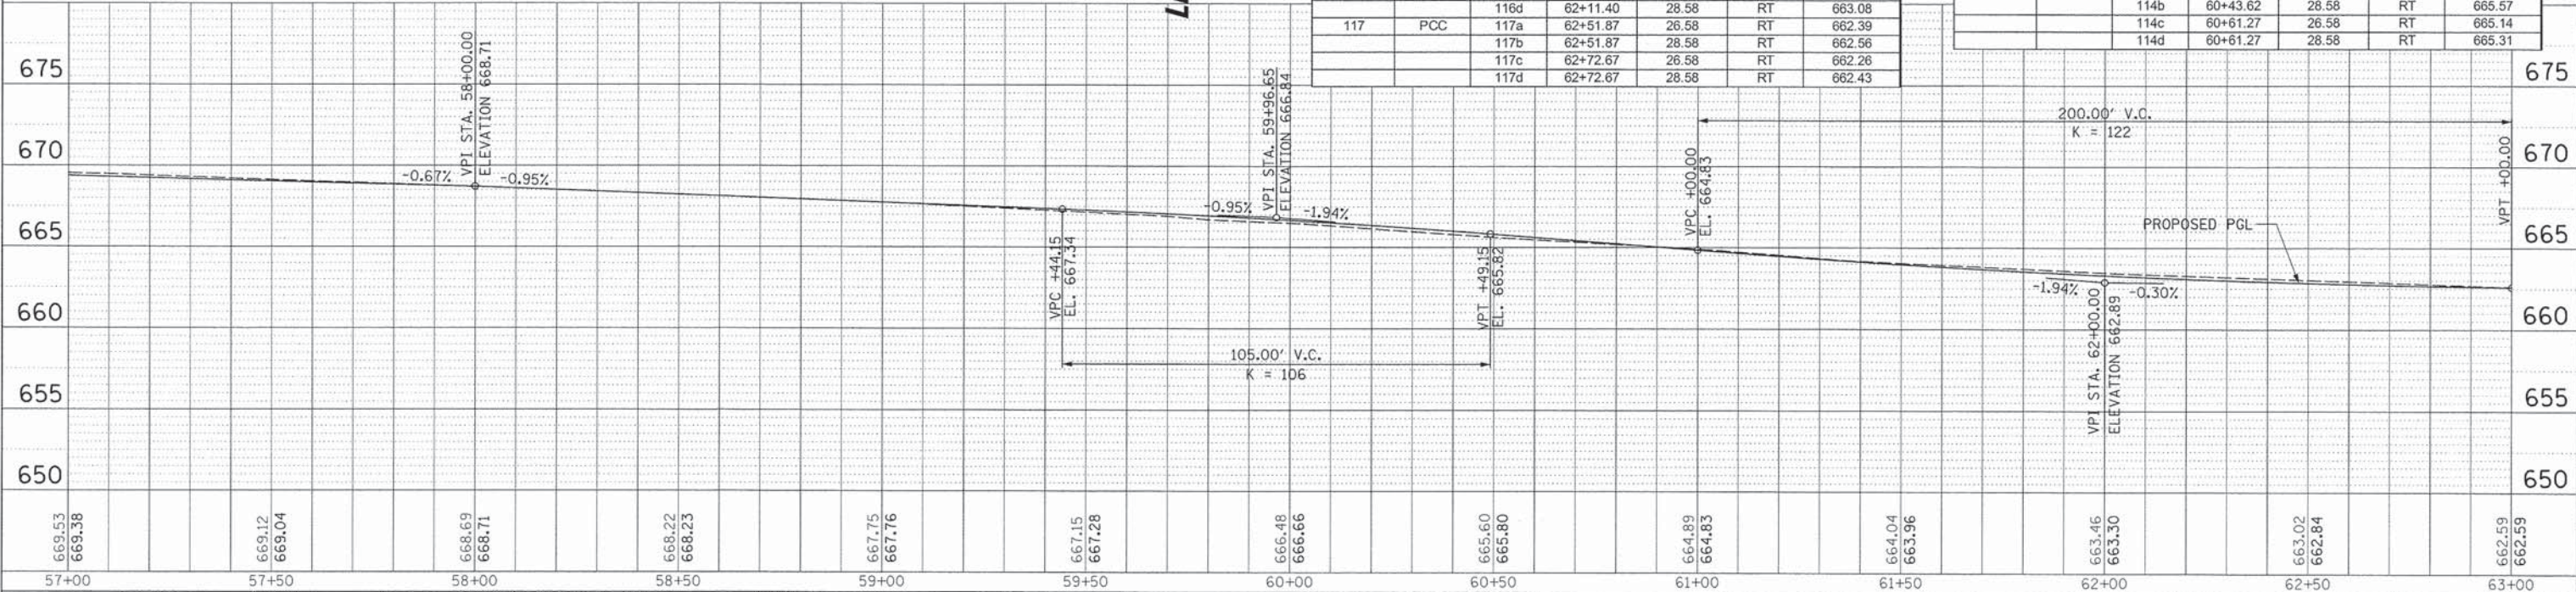 116d 62+11.40 28.58 RT 663.08
117 PCC 117a 62+51.87 26.58 RT 662.39
117b 62+51.87 28.58 RT 662.56
117c 62+72.67 26.58 RT 662.26
117d 62+72.67 28.58 RT 662.43
114b 60+43.62 28.58 RT 665.57
114c 60+61.27 26.58 RT 665.14
114d 60+61.27 28.58 RT 665.31
675
670
665
660
655
650
VPI STA. 58+00.00
ELEVATION 668.71
-0.67%
-0.95%
VPC +44.15
EL. 667.34
VPI STA. 59+96.65
ELEVATION 666.84
-0.95%
-1.94%
VPT +49.15
EL. 665.82
105.00' V.C.
K = 106
VPC +00.00
EL. 664.83
200.00' V.C.
K = 122
VPI STA. 62+00.00
ELEVATION 662.89
-1.94%
-0.30%
PROPOSED PGL
VPT +00.00
675
670
665
660
655
650
669.53
669.38
669.12
669.04
668.69
668.71
668.22
668.23
667.75
667.76
667.15
667.28
666.48
666.66
665.60
665.80
664.89
664.83
664.04
663.96
663.46
663.30
663.02
662.84
662.59
662.59
57+00 57+50 58+00 58+50 59+00 59+50 60+00 60+50 61+00 61+50 62+00 62+50 63+00